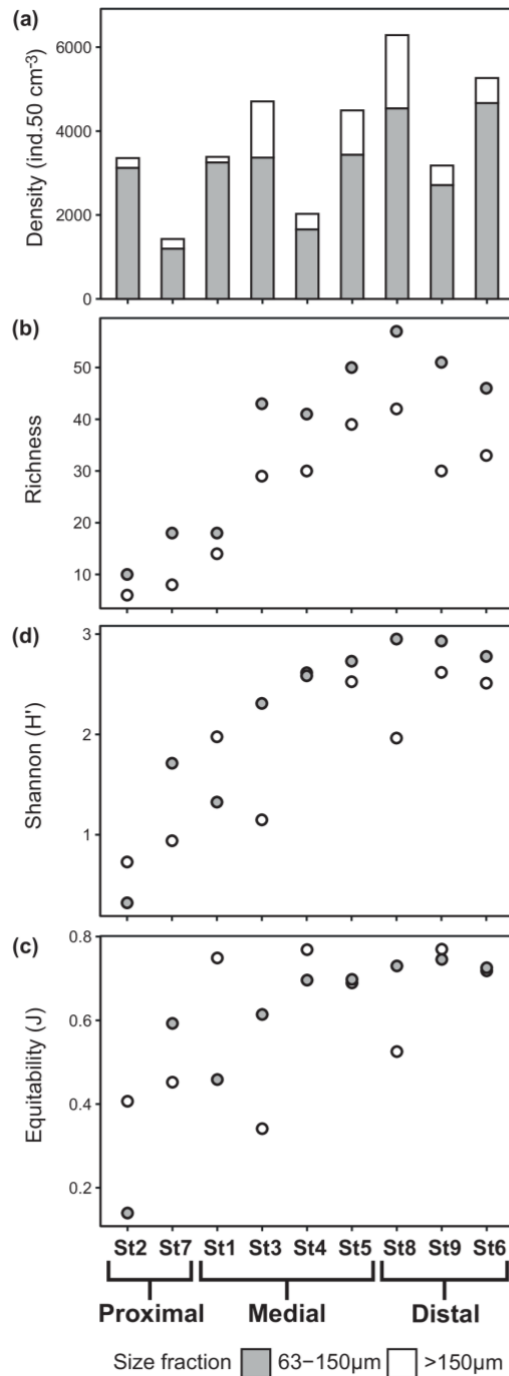 (a)
Density (ind.50 cm⁻³)
6000
4000
2000
0
(b)
Richness
50
40
30
20
10
(d)
Shannon (H')
3
2
1
(c)
Equitability (J)
0.8
0.6
0.4
0.2
St2 St7 St1 St3 St4 St5 St8 St9 St6
Proximal Medial Distal
Size fraction 63−150μm >150μm